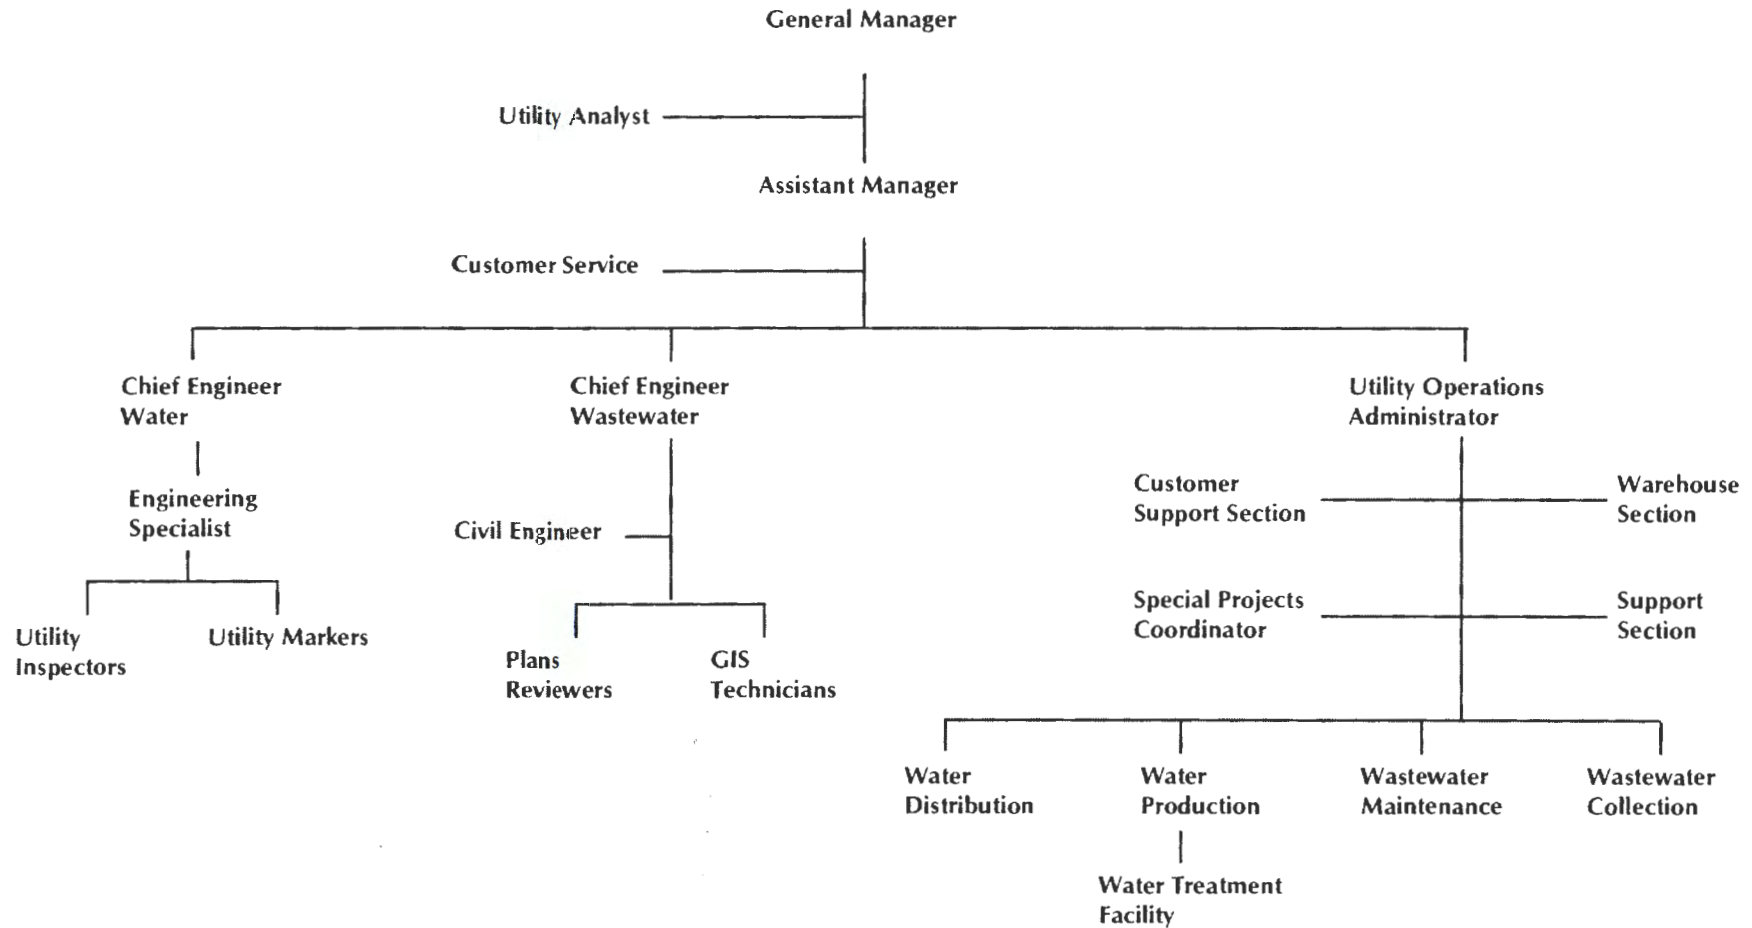 General Manager
Utility Analyst
Assistant Manager
Customer Service
Chief Engineer
Water
Chief Engineer
Wastewater
Utility Operations
Administrator
Engineering
Specialist
Civil Engineer
Customer
Support Section
Warehouse
Section
Utility
Inspectors
Utility Markers
Plans
Reviewers
GIS
Technicians
Special Projects
Coordinator
Support
Section
Water
Distribution
Water
Production
Wastewater
Maintenance
Wastewater
Collection
Water Treatment
Facility